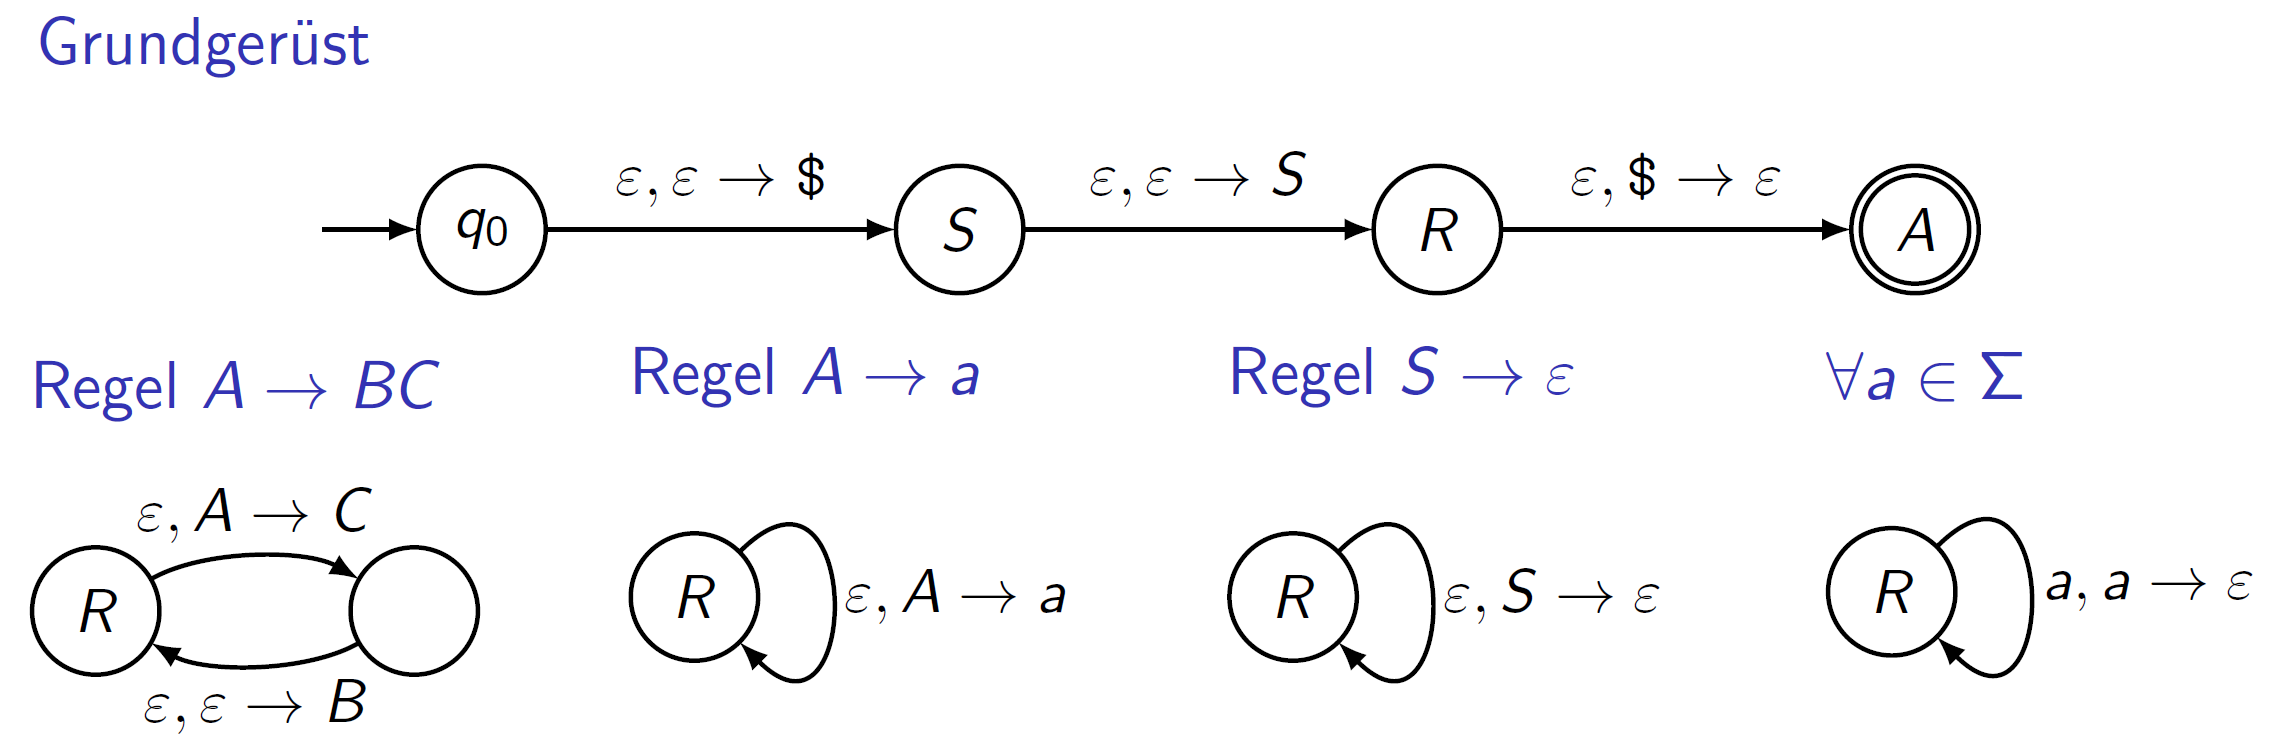 Grundgerüst
ε, ε → $ ε, ε → S ε, $ → ε
q₀ S R A
Regel A → BC Regel A → a Regel S → ε ∀a ∈ Σ
ε, A → C
R R ε, A → a R ε, S → ε R a, a → ε
ε, ε → B